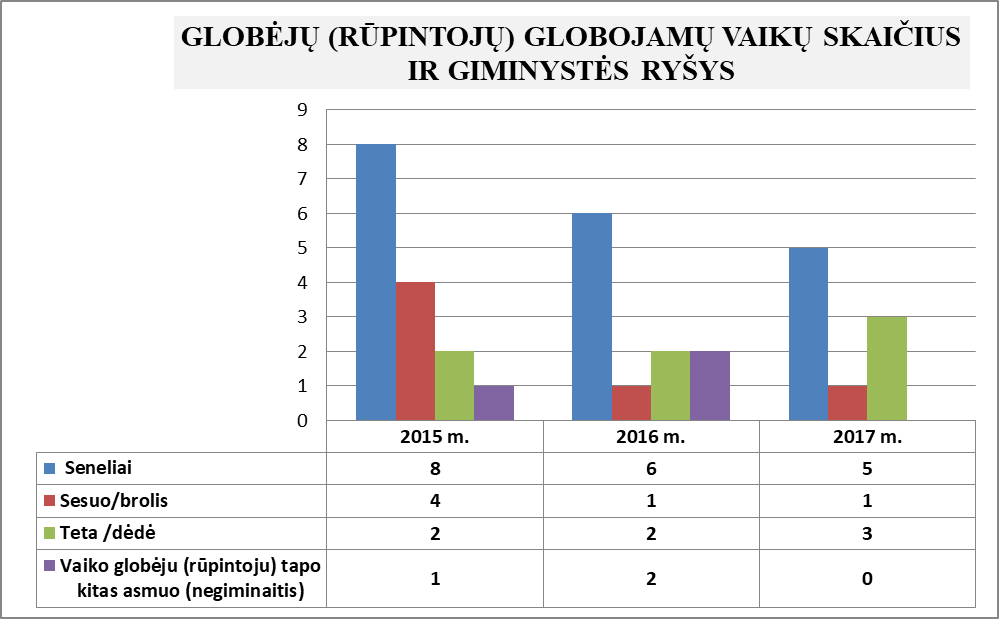 GLOBĖJŲ (RŪPINTOJŲ) GLOBOJAMŲ VAIKŲ SKAIČIUS
IR GIMINYSTĖS RYŠYS
9
8
7
6
5
4
3
2
1
0
2015 m. 2016 m. 2017 m.
Seneliai 8 6 5
Sesuo/brolis 4 1 1
Teta /dėdė 2 2 3
Vaiko globėju (rūpintoju) tapo
kitas asmuo (negiminaitis) 1 2 0